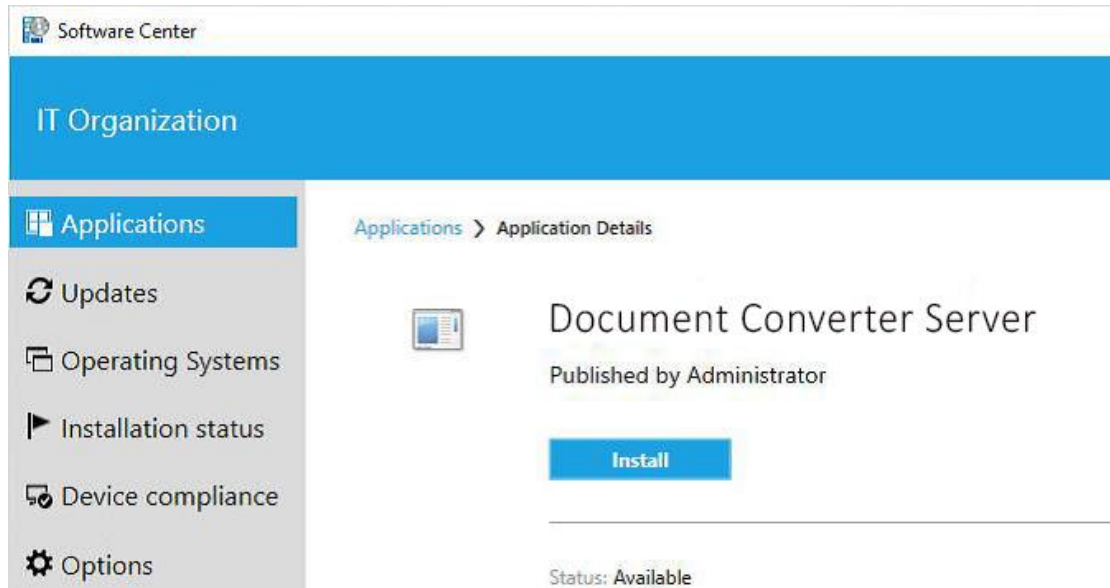 Software Center
IT Organization
Applications
Updates
Operating Systems
Installation status
Device compliance
Options
Applications > Application Details
Document Converter Server
Published by Administrator
Install
Status: Available